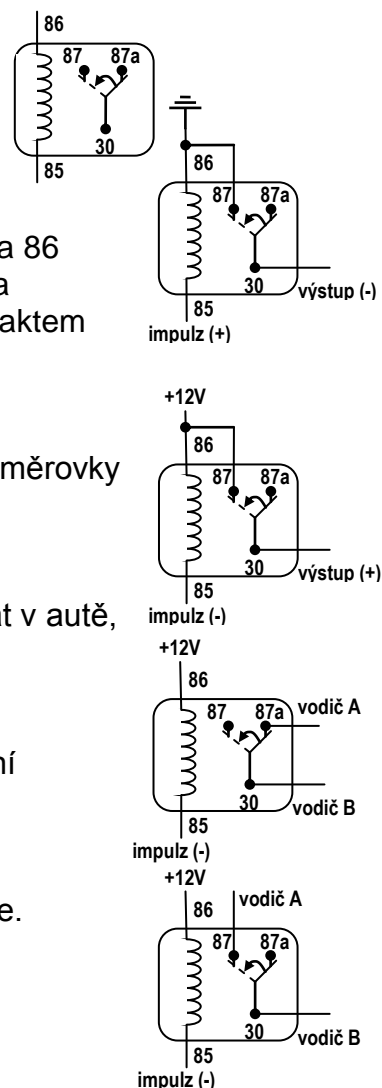 86
87 87a
30
85
86
87 87a
30
výstup (-)
85
impulz (+)
a 86
a
aktem
+12V
86
87 87a
30
výstup (+)
85
impulz (-)
měrovky
at v autě,
+12V
86
87 87a
vodič A
30
vodič B
85
impulz (-)
ní
+12V
86
vodič A
87 87a
30
vodič B
85
impulz (-)
e.